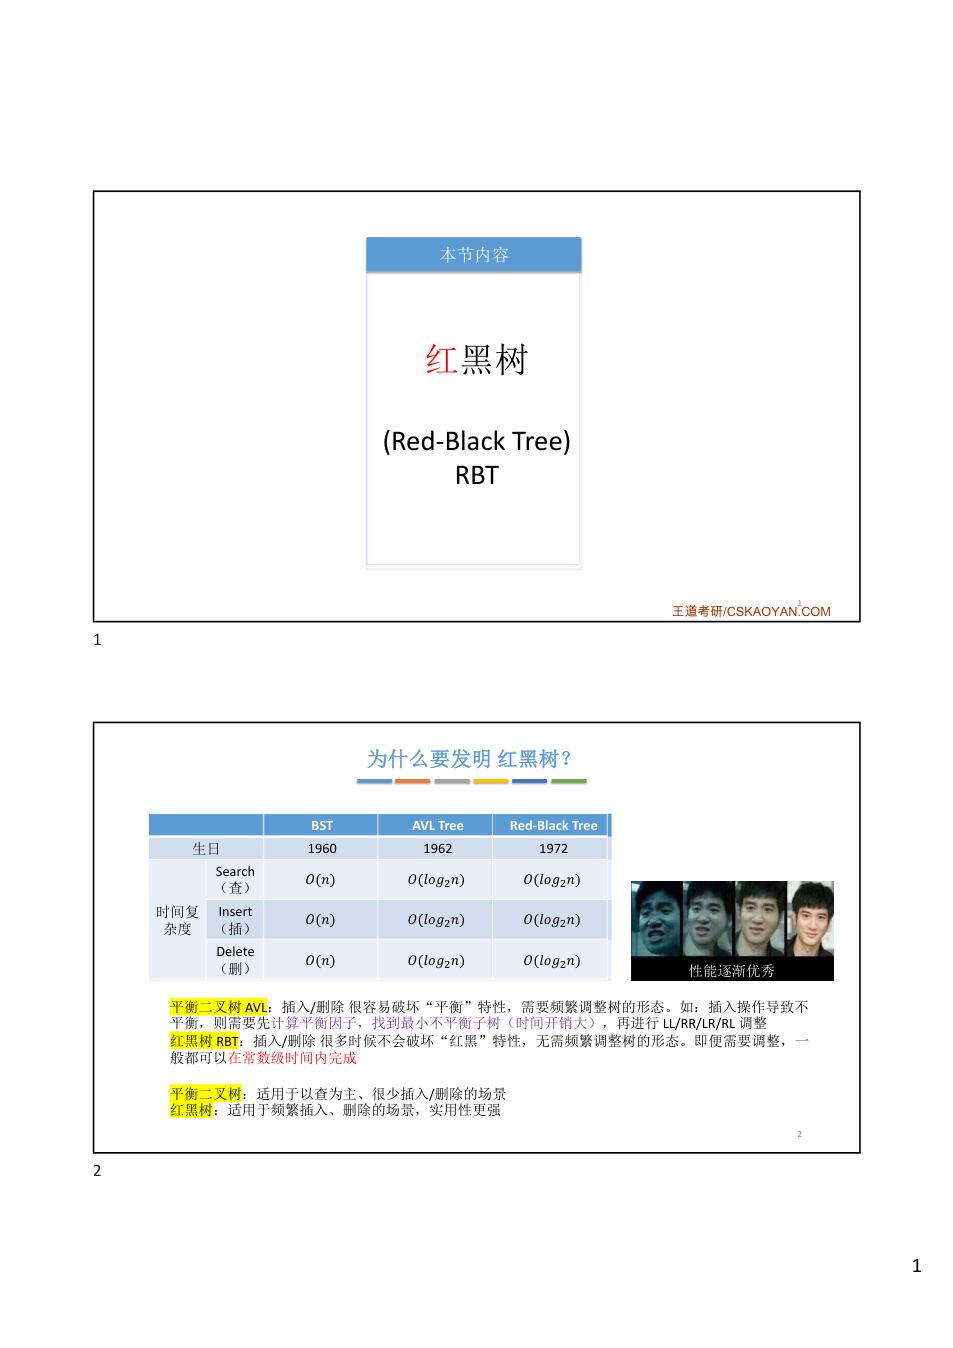 本节内容
红黑树
(Red-Black Tree)
RBT
1
王道考研/CSKAOYAN.COM
1
为什么要发明 红黑树？
BST AVL Tree Red-Black Tree
生日 1960 1962 1972
时间复杂度
Search（查） O(n) O(log₂n) O(log₂n)
Insert（插） O(n) O(log₂n) O(log₂n)
Delete（删） O(n) O(log₂n) O(log₂n)
性能逐渐优秀
平衡二叉树 AVL：插入/删除 很容易破坏“平衡”特性，需要频繁调整树的形态。如：插入操作导致不
平衡，则需要先计算平衡因子，找到最小不平衡子树（时间开销大），再进行 LL/RR/LR/RL 调整
红黑树 RBT：插入/删除 很多时候不会破坏“红黑”特性，无需频繁调整树的形态。即便需要调整，一
般都可以在常数级时间内完成
平衡二叉树：适用于以查为主、很少插入/删除的场景
红黑树：适用于频繁插入、删除的场景，实用性更强
2
2
1